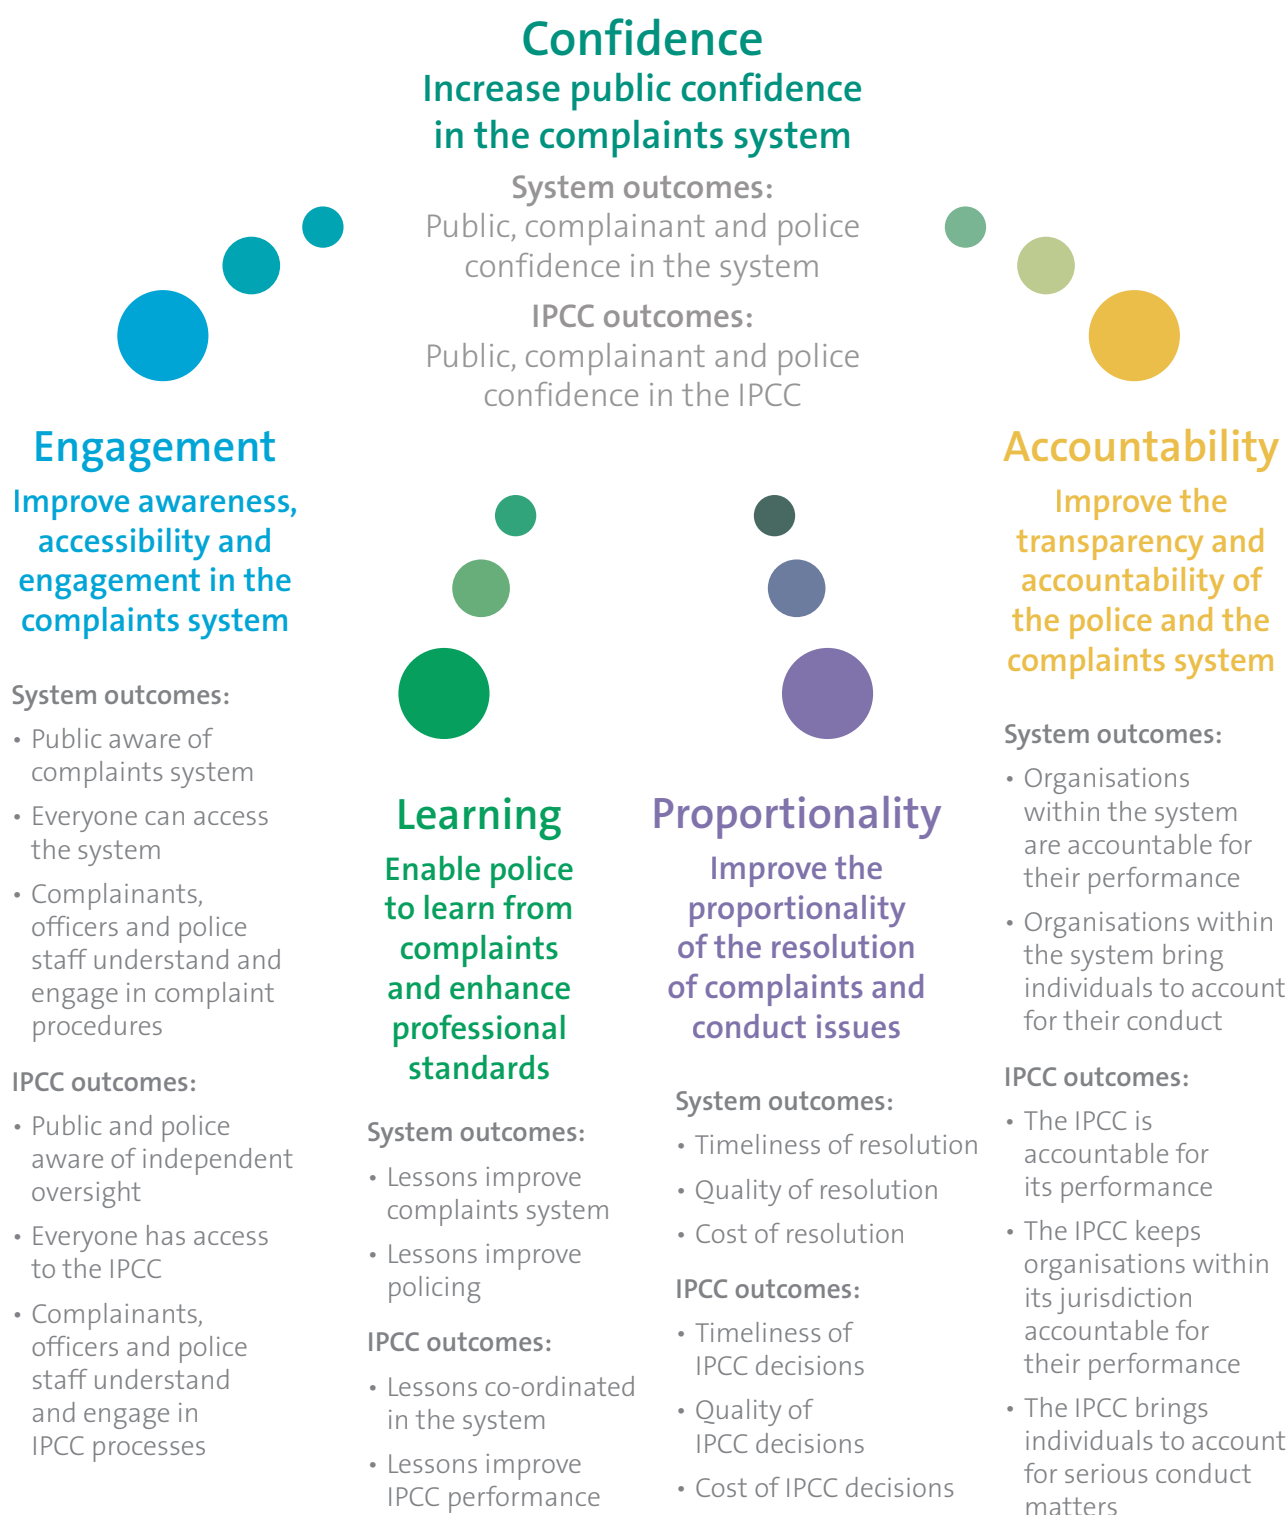 Confidence
Increase public confidence
in the complaints system
System outcomes:
Public, complainant and police
confidence in the system
IPCC outcomes:
Public, complainant and police
confidence in the IPCC
Engagement
Improve awareness,
accessibility and
engagement in the
complaints system
System outcomes:
• Public aware of
complaints system
• Everyone can access
the system
• Complainants,
officers and police
staff understand and
engage in complaint
procedures
IPCC outcomes:
• Public and police
aware of independent
oversight
• Everyone has access
to the IPCC
• Complainants,
officers and police
staff understand
and engage in
IPCC processes
Learning
Enable police
to learn from
complaints
and enhance
professional
standards
System outcomes:
• Lessons improve
complaints system
• Lessons improve
policing
IPCC outcomes:
• Lessons co-ordinated
in the system
• Lessons improve
IPCC performance
Proportionality
Improve the
proportionality
of the resolution
of complaints and
conduct issues
System outcomes:
• Timeliness of resolution
• Quality of resolution
• Cost of resolution
IPCC outcomes:
• Timeliness of
IPCC decisions
• Quality of
IPCC decisions
• Cost of IPCC decisions
Accountability
Improve the
transparency and
accountability of
the police and the
complaints system
System outcomes:
• Organisations
within the system
are accountable for
their performance
• Organisations within
the system bring
individuals to account
for their conduct
IPCC outcomes:
• The IPCC is
accountable for
its performance
• The IPCC keeps
organisations within
its jurisdiction
accountable for
their performance
• The IPCC brings
individuals to account
for serious conduct
matters